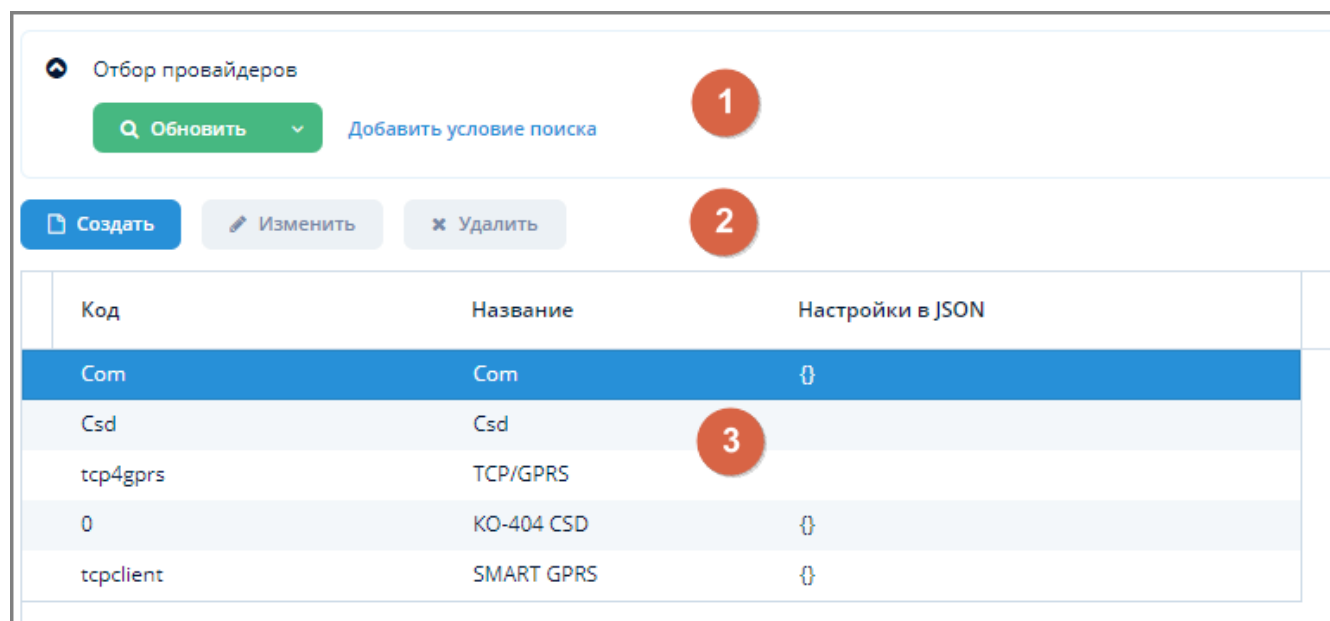 Отбор провайдеров
1
Обновить Добавить условие поиска
Создать Изменить Удалить 2
Код Название Настройки в JSON
Com Com {}
Csd Csd
3
tcp4gprs TCP/GPRS
0 КО-404 CSD {}
tcpclient SMART GPRS {}